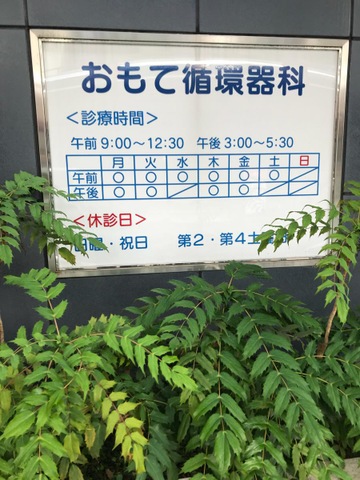 おもて循環器科
<診療時間>
午前 9:00～12:30 午後 3:00～5:30
月 火 水 木 金 土 日
午前 ○ ○ ○ ○ ○ ○ ／
午後 ○ ○ ／ ○ ○ ／ ／
<休診日>
日曜・祝日 第2・第4土